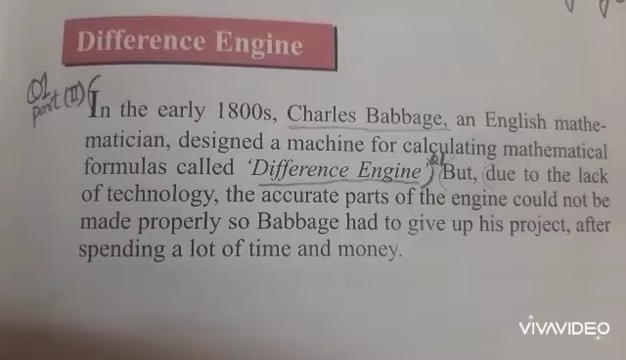 Difference Engine
Q1
part (II)
In the early 1800s, Charles Babbage, an English mathe-
matician, designed a machine for calculating mathematical
formulas called ‘Difference Engine’ But, due to the lack
of technology, the accurate parts of the engine could not be
made properly so Babbage had to give up his project, after
spending a lot of time and money.
VIVAVIDEO